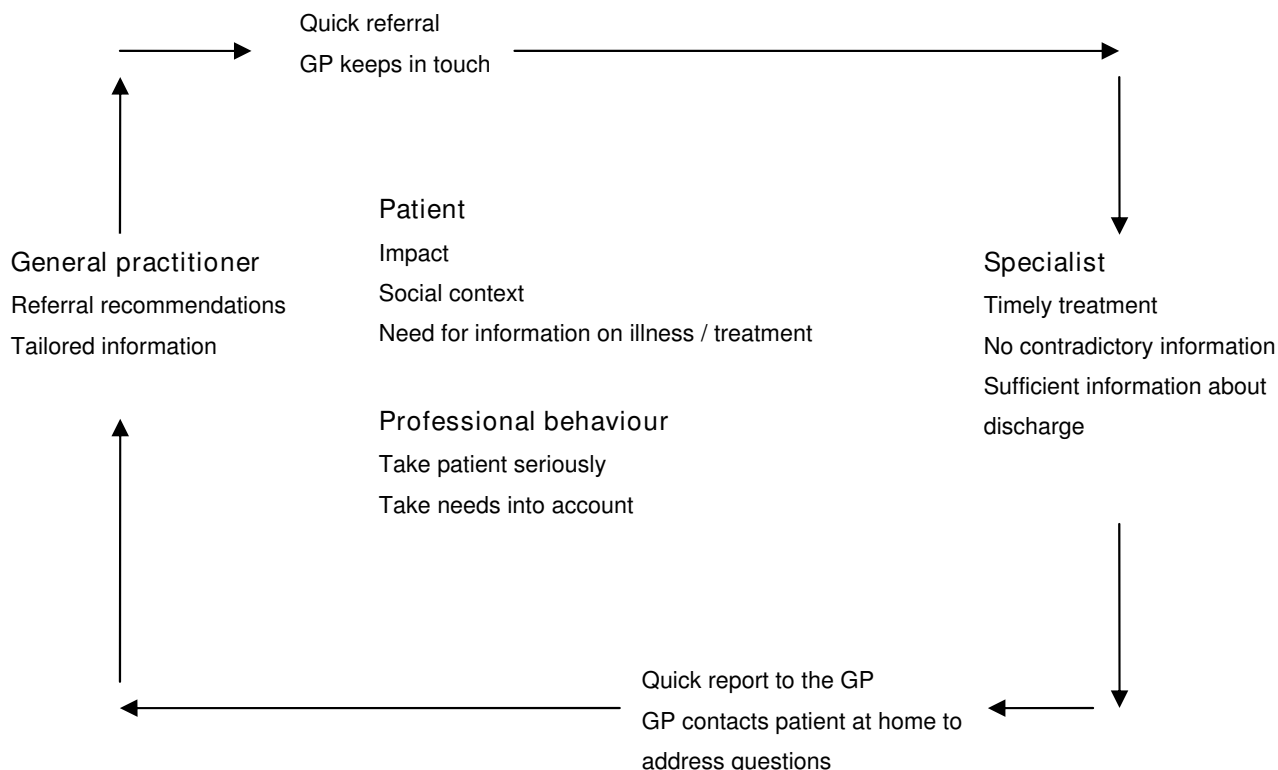 Quick referral
GP keeps in touch
Patient
Impact
Social context
Need for information on illness / treatment
General practitioner
Referral recommendations
Tailored information
Specialist
Timely treatment
No contradictory information
Sufficient information about
discharge
Professional behaviour
Take patient seriously
Take needs into account
Quick report to the GP
GP contacts patient at home to
address questions